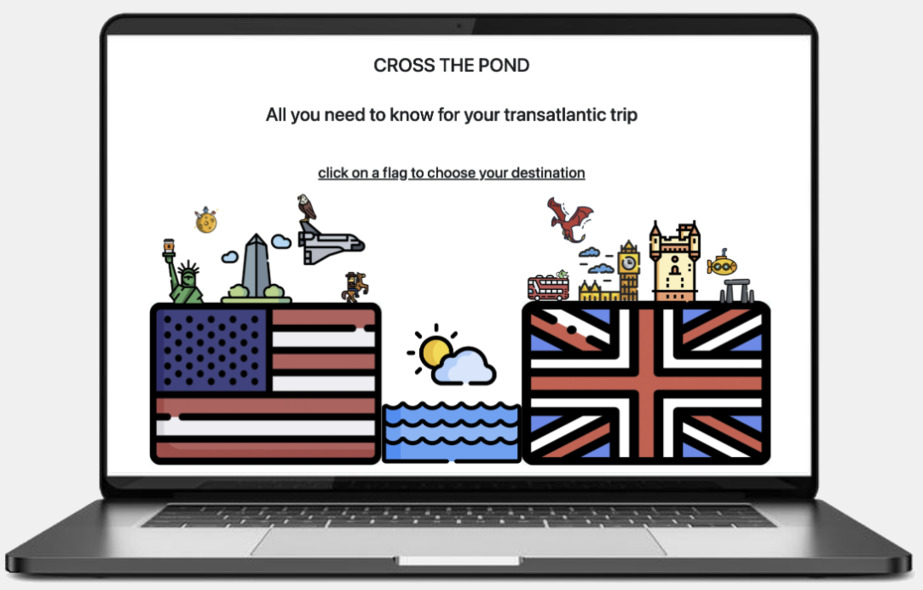 CROSS THE POND
All you need to know for your transatlantic trip
click on a flag to choose your destination